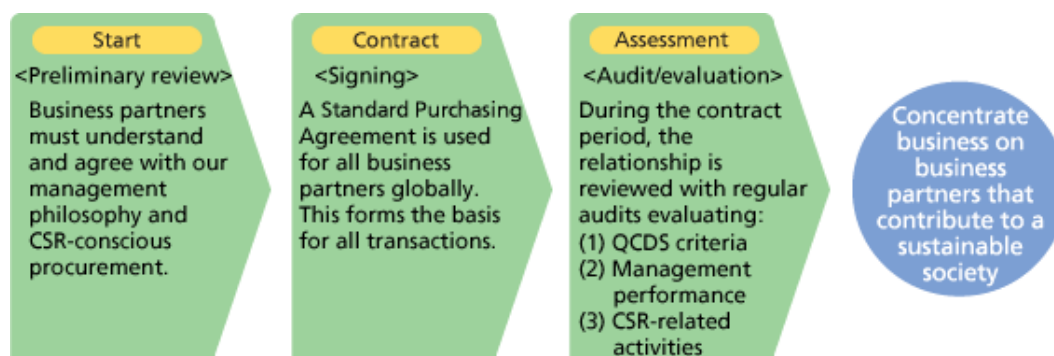 Start
<Preliminary review>
Business partners
must understand
and agree with our
management
philosophy and
CSR-conscious
procurement.
Contract
<Signing>
A Standard Purchasing
Agreement is used
for all business
partners globally.
This forms the basis
for all transactions.
Assessment
<Audit/evaluation>
During the contract
period, the
relationship is
reviewed with regular
audits evaluating:
(1) QCDS criteria
(2) Management
performance
(3) CSR-related
activities
Concentrate
business on
business
partners that
contribute to a
sustainable
society